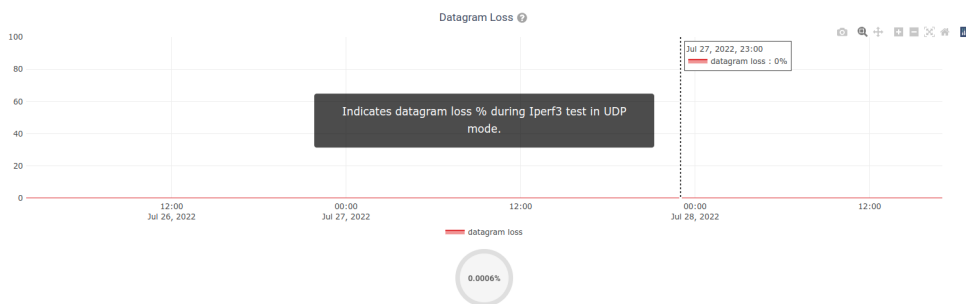 Datagram Loss
100
80
60
40
20
0
Jul 27, 2022, 23:00
datagram loss : 0%
Indicates datagram loss % during Iperf3 test in UDP
mode.
12:00
Jul 26, 2022
00:00
Jul 27, 2022
12:00
00:00
Jul 28, 2022
12:00
datagram loss
0.0006%